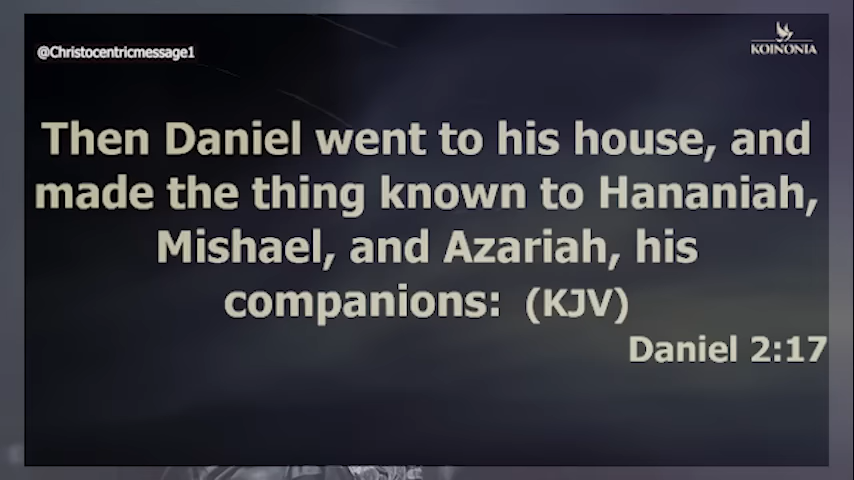 @Christocentricmessage1
KOINONIA
Then Daniel went to his house, and
made the thing known to Hananiah,
Mishael, and Azariah, his
companions: (KJV)
Daniel 2:17